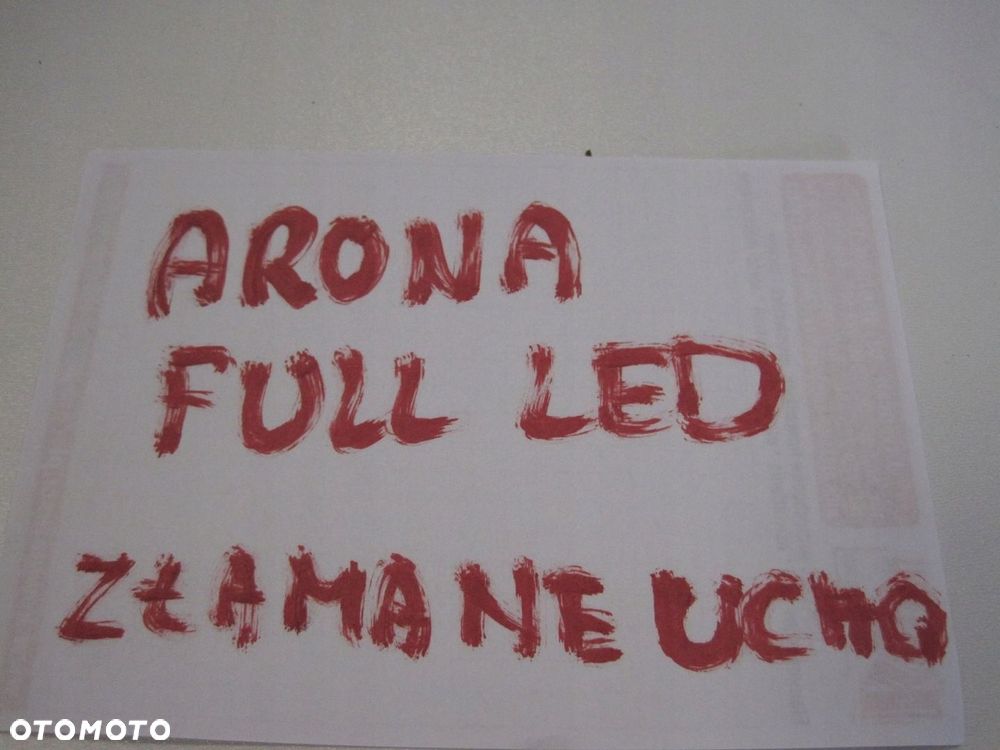 ARONA
FULL LED
ZŁAMANE UCHO
OTOMOTO